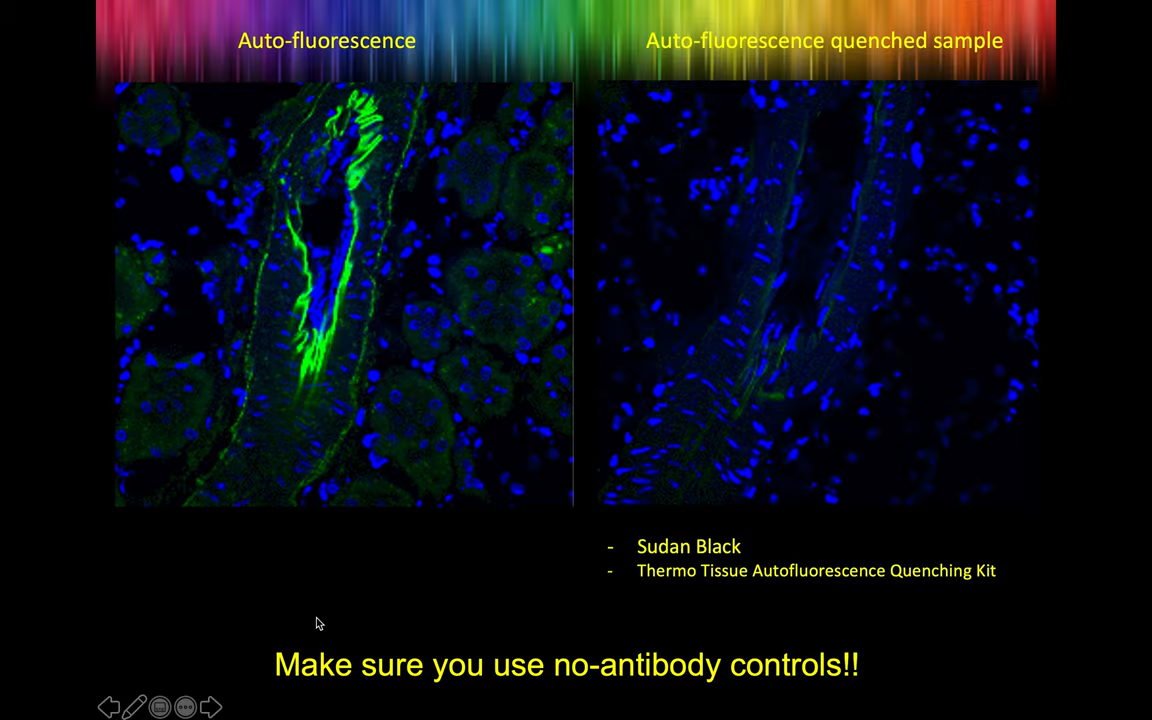 Auto-fluorescence
Auto-fluorescence quenched sample
- Sudan Black
- Thermo Tissue Autofluorescence Quenching Kit
Make sure you use no-antibody controls!!